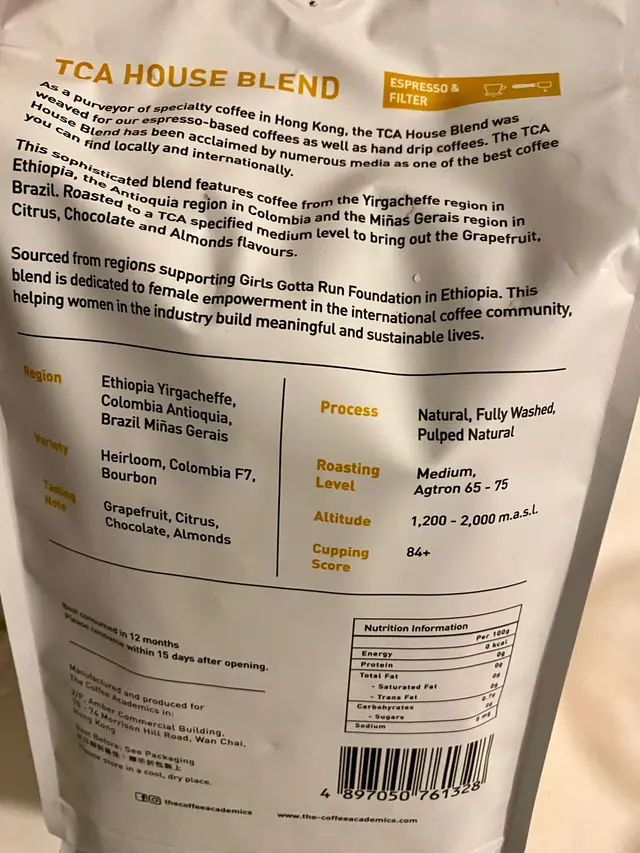 TCA HOUSE BLEND
ESPRESSO &
FILTER
As a purveyor of specialty coffee in Hong Kong, the TCA House Blend was
weaved for our espresso-based coffees as well as hand drip coffees. The TCA
House Blend has been acclaimed by numerous media as one of the best coffee
you can find locally and internationally.
This sophisticated blend features coffee from the Yirgacheffe region in
Ethiopia, the Antioquia region in Colombia and the Miñas Gerais region in
Brazil. Roasted to a TCA specified medium level to bring out the Grapefruit,
Citrus, Chocolate and Almonds flavours.
Sourced from regions supporting Girls Gotta Run Foundation in Ethiopia. This
blend is dedicated to female empowerment in the international coffee community,
helping women in the industry build meaningful and sustainable lives.
Region
Ethiopia Yirgacheffe,
Colombia Antioquia,
Brazil Miñas Gerais
Variety
Heirloom, Colombia F7,
Bourbon
Tasting
Note
Grapefruit, Citrus,
Chocolate, Almonds
Process
Natural, Fully Washed,
Pulped Natural
Roasting
Level
Medium,
Agtron 65 - 75
Altitude
1,200 - 2,000 m.a.s.l.
Cupping
Score
84+
Best consumed in 12 months
Please consume within 15 days after opening.
Manufactured and produced for
The Coffee Academics in:
2/F, Amber Commercial Building,
70 - 74 Morrison Hill Road, Wan Chai,
Hong Kong
Best Before: See Packaging
Please store in a cool, dry place.
thecoffeeacademics
www.the-coffeeacademics.com
Nutrition Information
Per 100g
Energy 0 kcal
Protein 0g
Total Fat 0g
- Saturated Fat 0g
- Trans Fat 0g
Carbohydrates 0.7g
- Sugars 0g
Sodium 0 mg
4 897050 761328